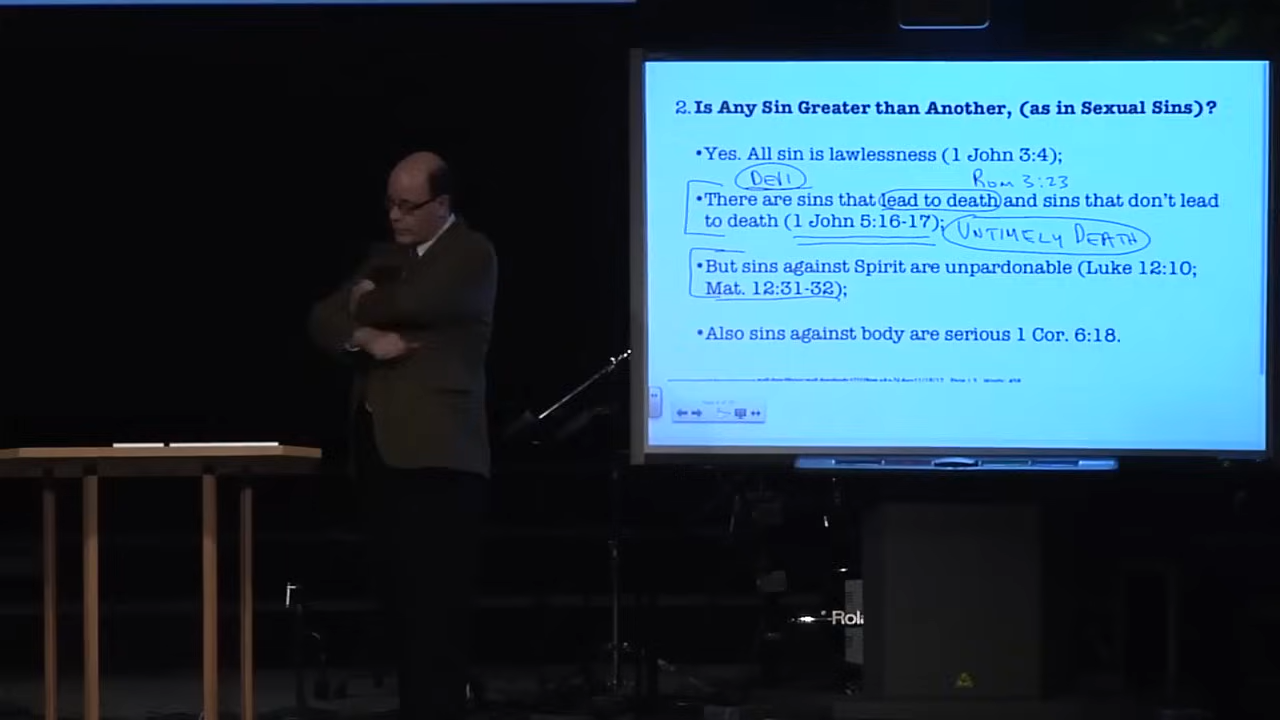 2. Is Any Sin Greater than Another, (as in Sexual Sins)?
•Yes. All sin is lawlessness (1 John 3:4);
Rom 3:23
•There are sins that lead to death and sins that don't lead
to death (1 John 5:16-17);
UNTIMELY DEATH
•But sins against Spirit are unpardonable (Luke 12:10;
Mat. 12:31-32);
•Also sins against body are serious 1 Cor. 6:18.
Rola